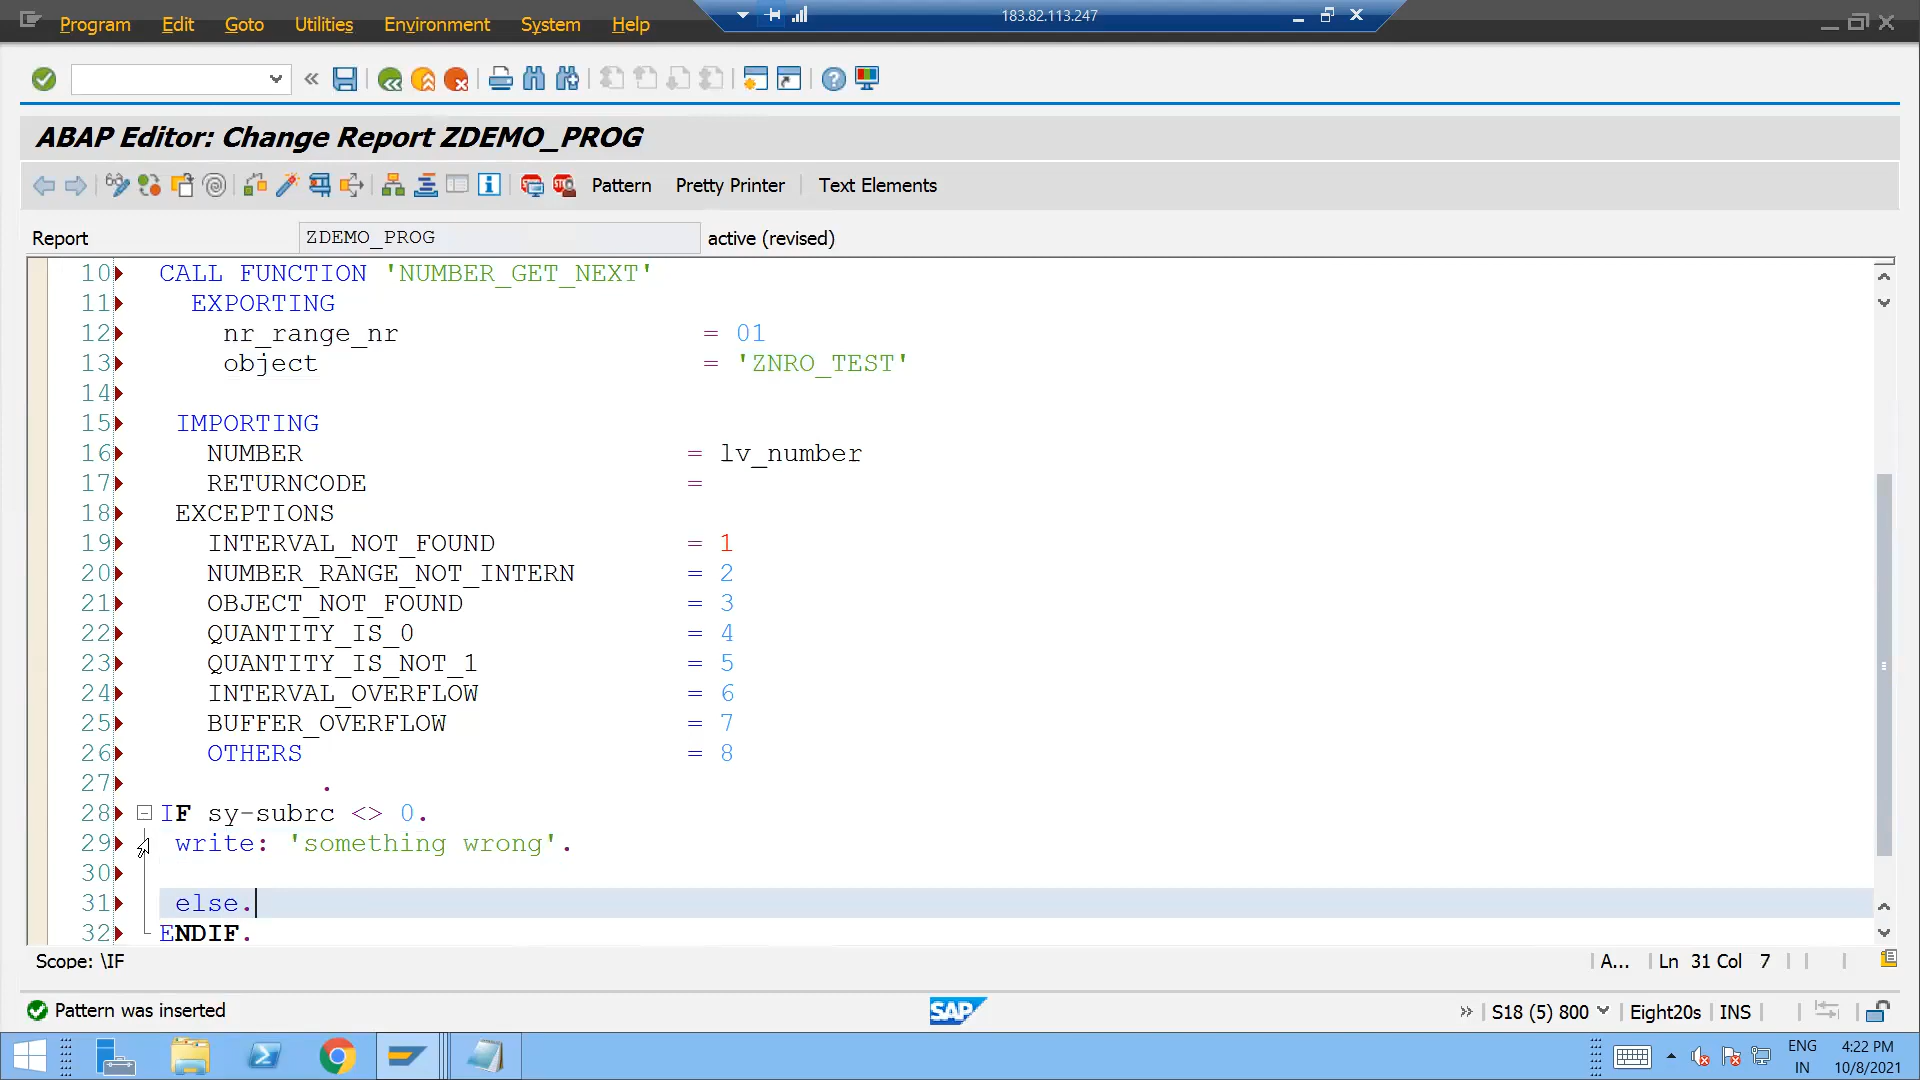 Program Edit Goto Utilities Environment System Help
183.82.113.247
ABAP Editor: Change Report ZDEMO_PROG
Pattern Pretty Printer Text Elements
Report ZDEMO_PROG active (revised)
10 CALL FUNCTION 'NUMBER_GET_NEXT'
11 EXPORTING
12 nr_range_nr = 01
13 object = 'ZNRO_TEST'
14
15 IMPORTING
16 NUMBER = lv_number
17 RETURNCODE =
18 EXCEPTIONS
19 INTERVAL_NOT_FOUND = 1
20 NUMBER_RANGE_NOT_INTERN = 2
21 OBJECT_NOT_FOUND = 3
22 QUANTITY_IS_0 = 4
23 QUANTITY_IS_NOT_1 = 5
24 INTERVAL_OVERFLOW = 6
25 BUFFER_OVERFLOW = 7
26 OTHERS = 8
27 .
28 IF sy-subrc <> 0.
29 write: 'something wrong'.
30
31 else.
32 ENDIF.
Scope: \IF A... Ln 31 Col 7
Pattern was inserted SAP S18 (5) 800 Eight20s INS
ENG 4:22 PM
IN 10/8/2021